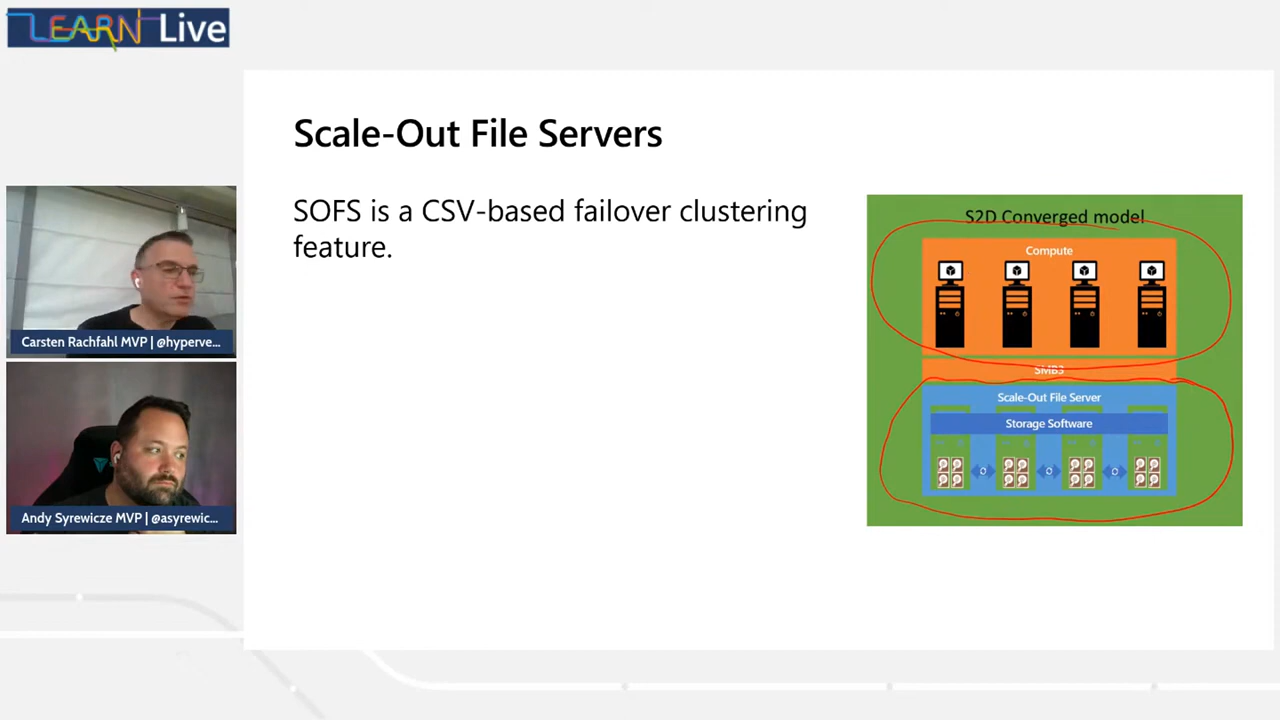 LEARN Live
Scale-Out File Servers
SOFS is a CSV-based failover clustering
feature.
S2D Converged model
Compute
SMB3
Scale-Out File Server
Storage Software
Carsten Rachfahl MVP | @hyperve...
Andy Syrewicze MVP | @asyrewic...